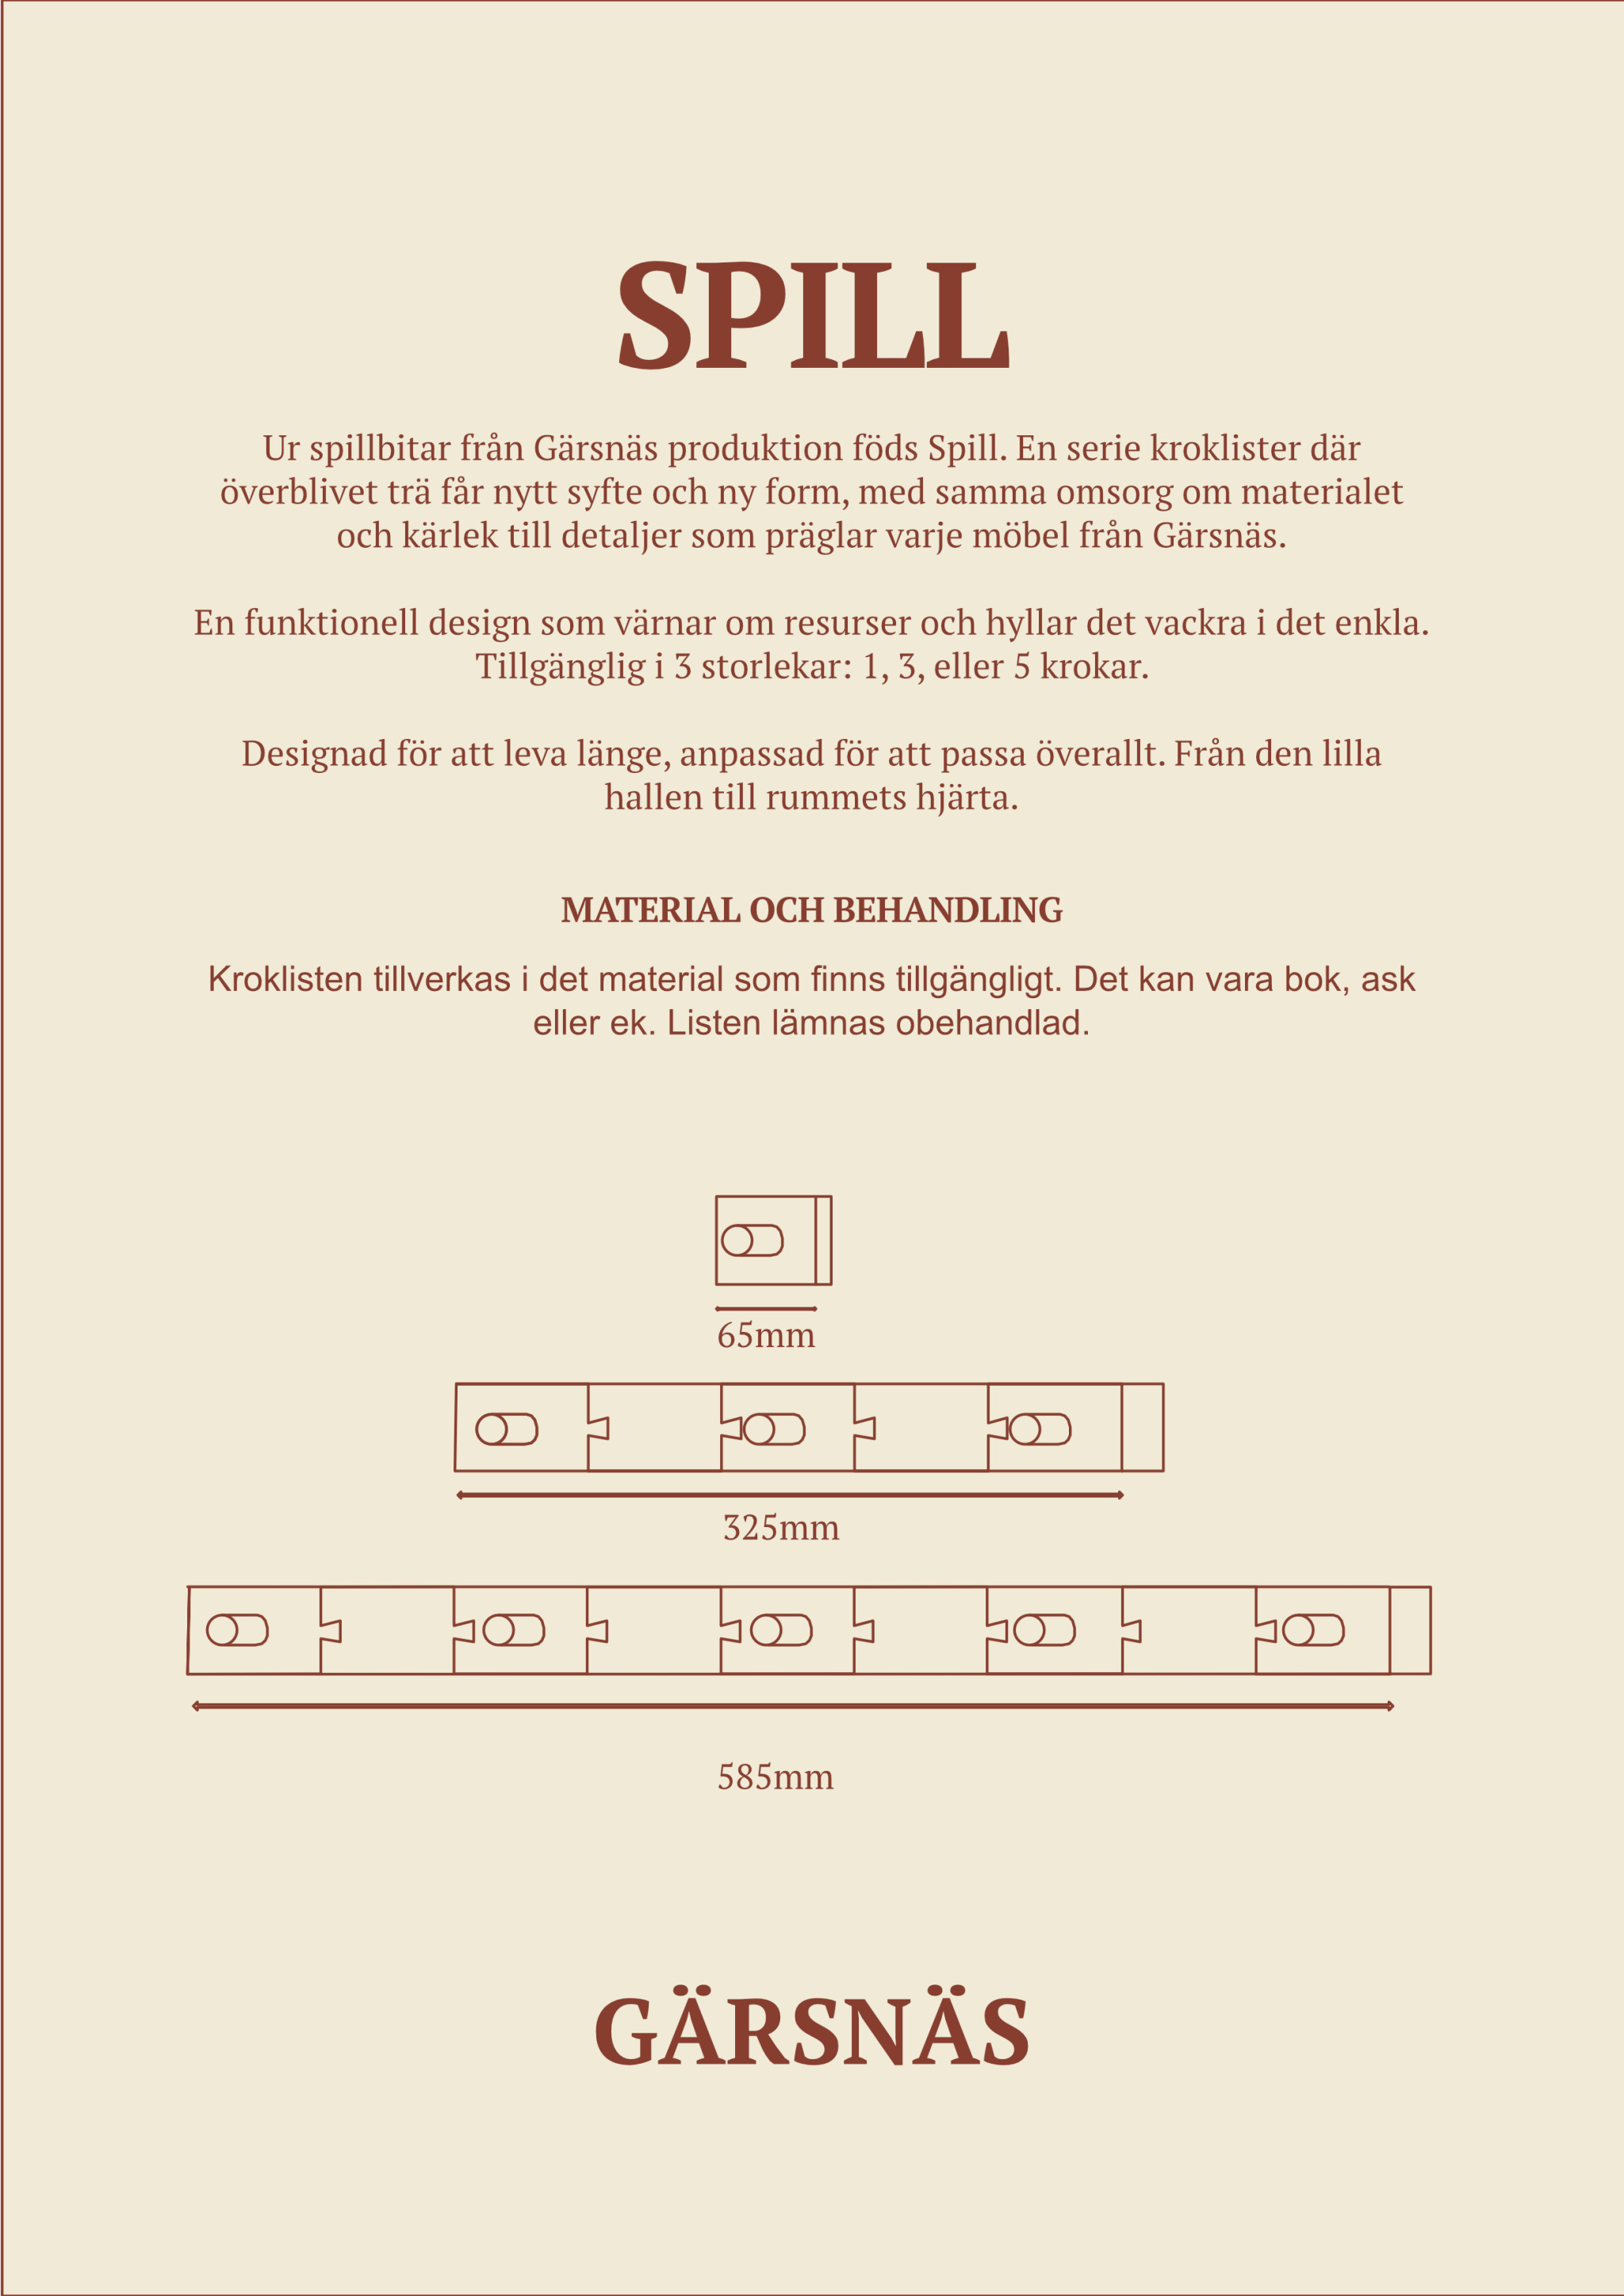 SPILL
Ur spillbitar från Gärsnäs produktion föds Spill. En serie kroklister där
överblivet trä får nytt syfte och ny form, med samma omsorg om materialet
och kärlek till detaljer som präglar varje möbel från Gärsnäs.
En funktionell design som värnar om resurser och hyllar det vackra i det enkla.
Tillgänglig i 3 storlekar: 1, 3, eller 5 krokar.
Designad för att leva länge, anpassad för att passa överallt. Från den lilla
hallen till rummets hjärta.
MATERIAL OCH BEHANDLING
Kroklisten tillverkas i det material som finns tillgängligt. Det kan vara bok, ask
eller ek. Listen lämnas obehandlad.
65mm
325mm
585mm
GÄRSNÄS